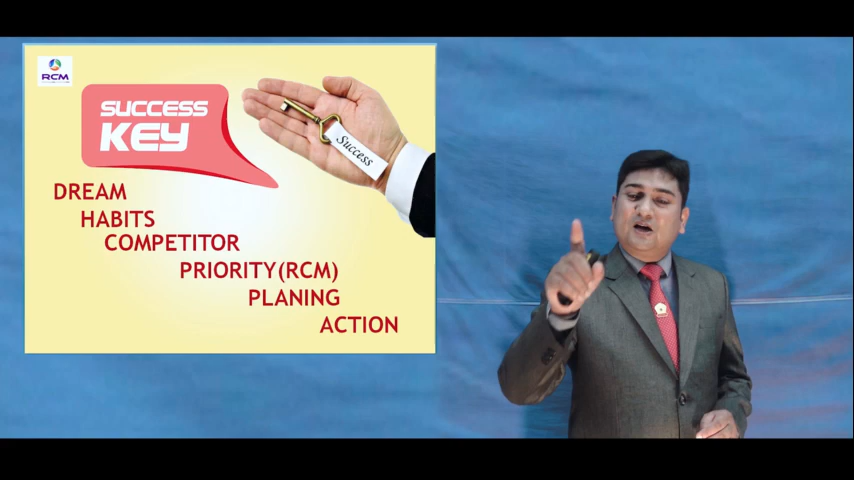 RCM
SUCCESS
KEY
Success
DREAM
HABITS
COMPETITOR
PRIORITY(RCM)
PLANING
ACTION